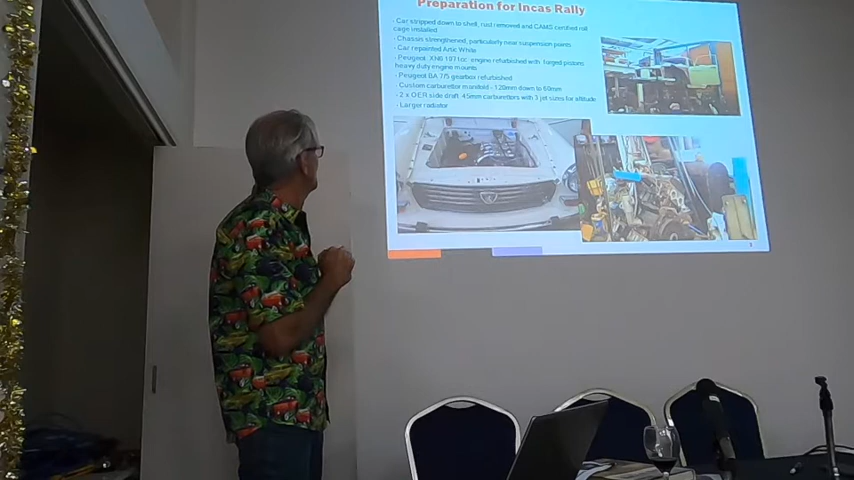 Preparation for Incas Rally
• Car stripped down to shell, rust removed and CAMS certified roll
cage installed
• Chassis strengthened, particularly near suspension points
• Car repainted Artic White
• Peugeot XN6 1971cc engine refurbished with forged pistons
heavy duty engine mounts
• Peugeot BA 7/5 gearbox refurbished
• Custom carburettor manifold - 120mm down to 60mm
• 2 x OER side draft 45mm carburettors with 3 jet sizes for altitude
• Larger radiator